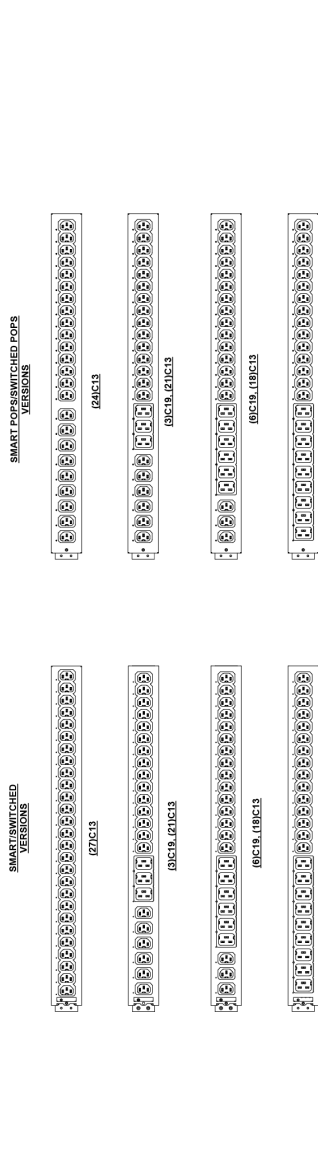 SMART POPS/SWITCHED POPS
VERSIONS
(24)C13
(3)C19, (21)C13
(6)C19, (18)C13
SMART/SWITCHED
VERSIONS
(27)C13
(3)C19, (21)C13
(6)C19, (18)C13